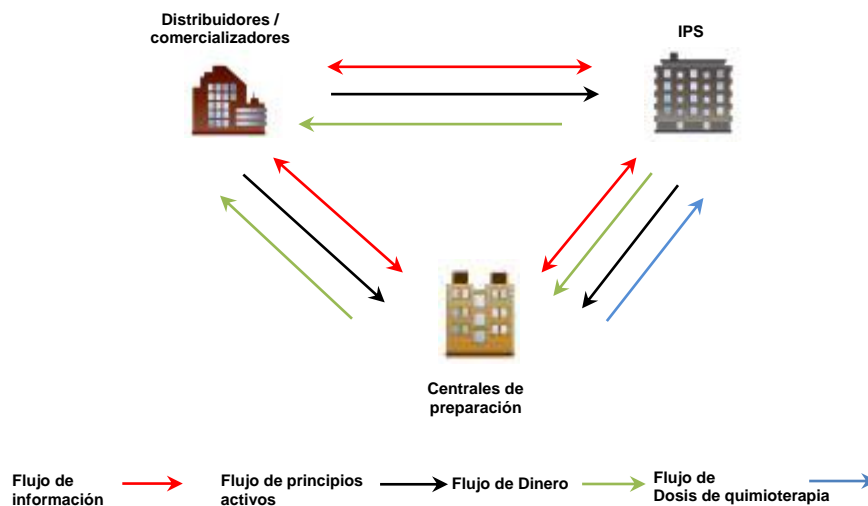 Distribuidores /
comercializadores
IPS
Centrales de
preparación
Flujo de
información
Flujo de principios
activos
Flujo de Dinero
Flujo de
Dosis de quimioterapia